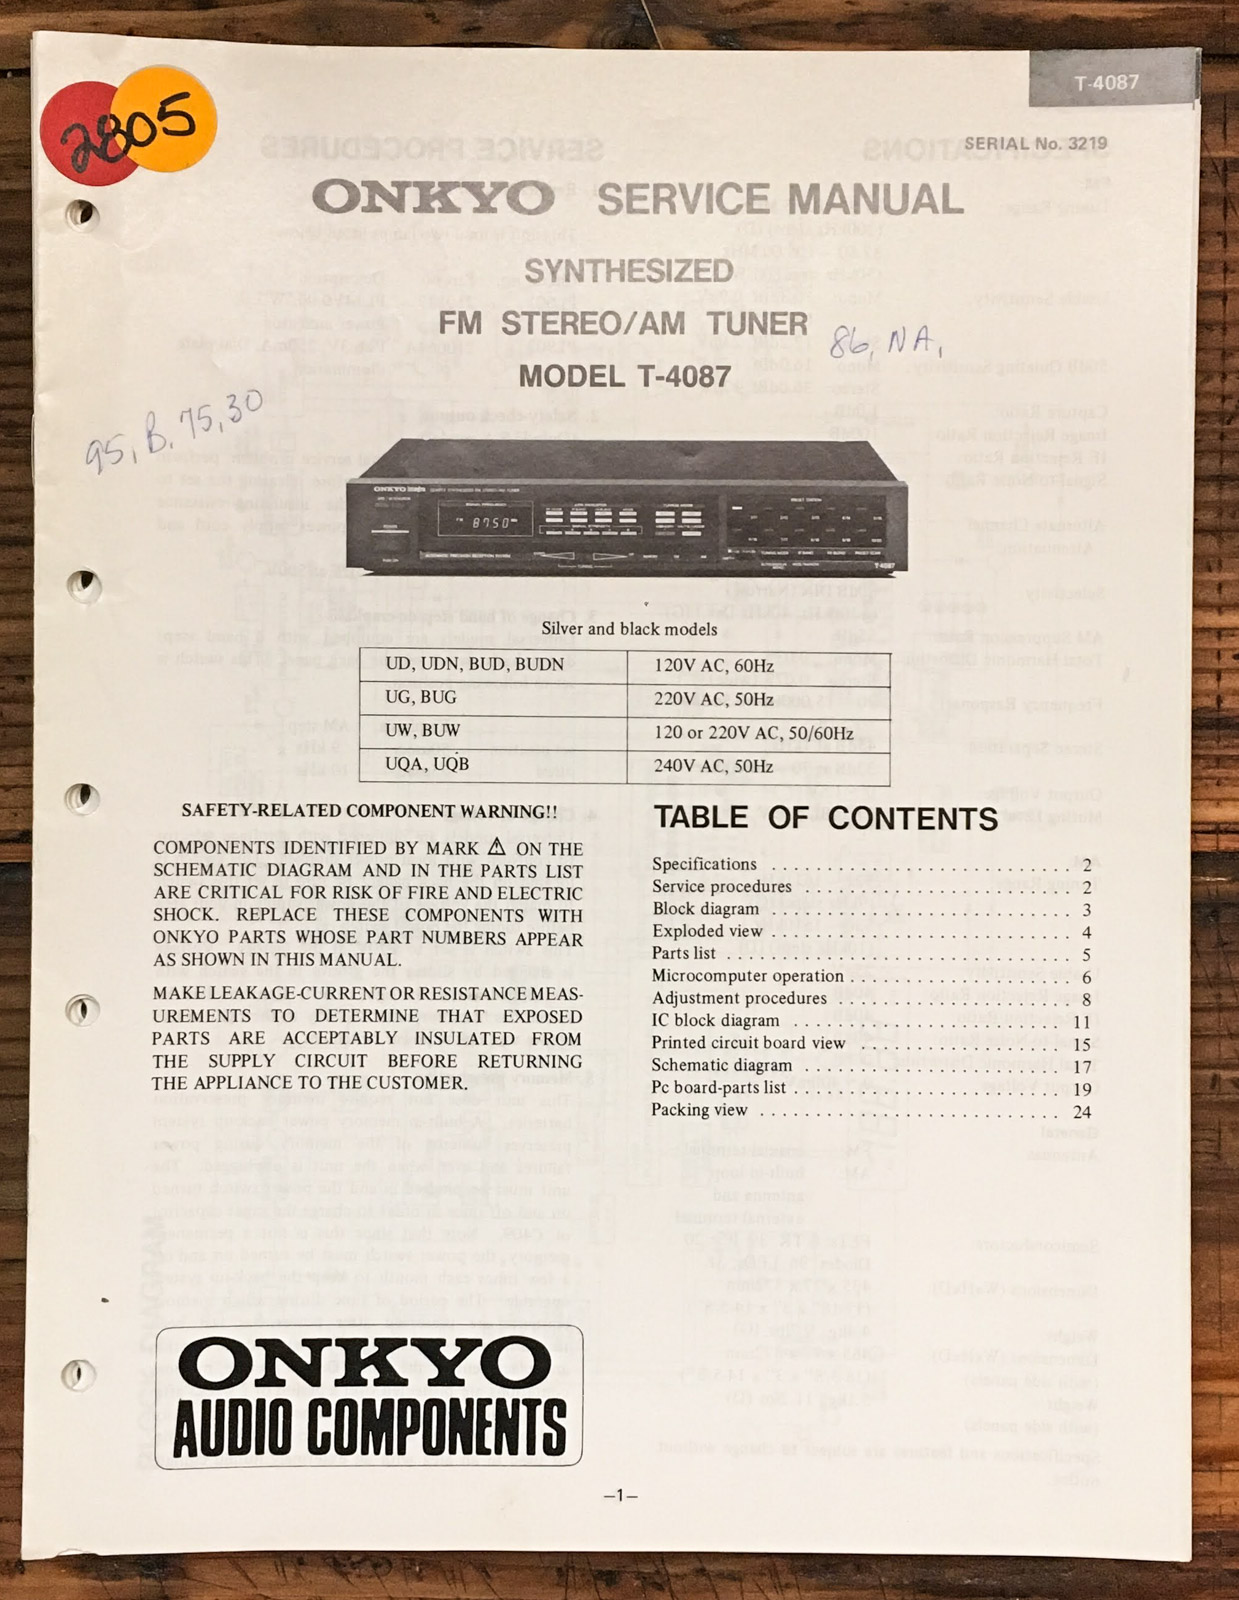 T-4087
2805
SERIAL No. 3219
ONKYO SERVICE MANUAL
SYNTHESIZED
FM STEREO/AM TUNER
86, NA,
MODEL T-4087
95, B, 75, 30
ONKYO
8750
T-4087
Silver and black models
UD, UDN, BUD, BUDN 120V AC, 60Hz
UG, BUG 220V AC, 50Hz
UW, BUW 120 or 220V AC, 50/60Hz
UQA, UQB 240V AC, 50Hz
SAFETY-RELATED COMPONENT WARNING!!
COMPONENTS IDENTIFIED BY MARK ⚠ ON THE
SCHEMATIC DIAGRAM AND IN THE PARTS LIST
ARE CRITICAL FOR RISK OF FIRE AND ELECTRIC
SHOCK. REPLACE THESE COMPONENTS WITH
ONKYO PARTS WHOSE PART NUMBERS APPEAR
AS SHOWN IN THIS MANUAL.
MAKE LEAKAGE-CURRENT OR RESISTANCE MEAS-
UREMENTS TO DETERMINE THAT EXPOSED
PARTS ARE ACCEPTABLY INSULATED FROM
THE SUPPLY CIRCUIT BEFORE RETURNING
THE APPLIANCE TO THE CUSTOMER.
TABLE OF CONTENTS
Specifications . . . . . . . . . . 2
Service procedures . . . . . . . . . . 2
Block diagram . . . . . . . . . . 3
Exploded view . . . . . . . . . . 4
Parts list . . . . . . . . . . 5
Microcomputer operation . . . . . . . . . . 6
Adjustment procedures . . . . . . . . . . 8
IC block diagram . . . . . . . . . . 11
Printed circuit board view . . . . . . . . . . 15
Schematic diagram . . . . . . . . . . 17
Pc board-parts list . . . . . . . . . . 19
Packing view . . . . . . . . . . 24
ONKYO
AUDIO COMPONENTS
—1—